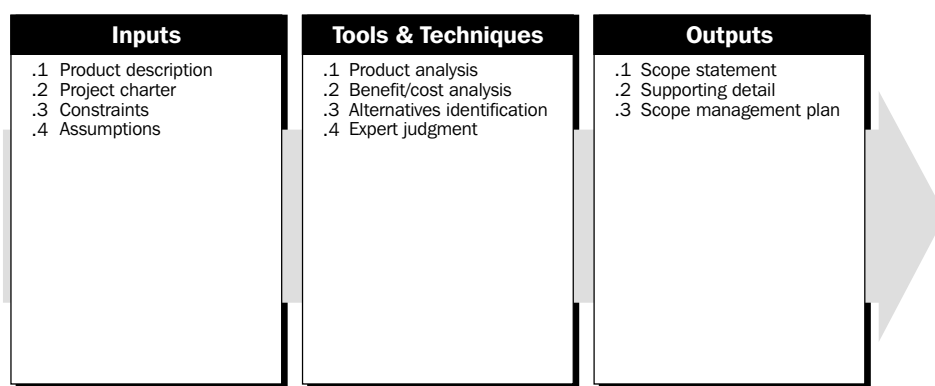 Inputs
.1 Product description
.2 Project charter
.3 Constraints
.4 Assumptions
Tools & Techniques
.1 Product analysis
.2 Benefit/cost analysis
.3 Alternatives identification
.4 Expert judgment
Outputs
.1 Scope statement
.2 Supporting detail
.3 Scope management plan